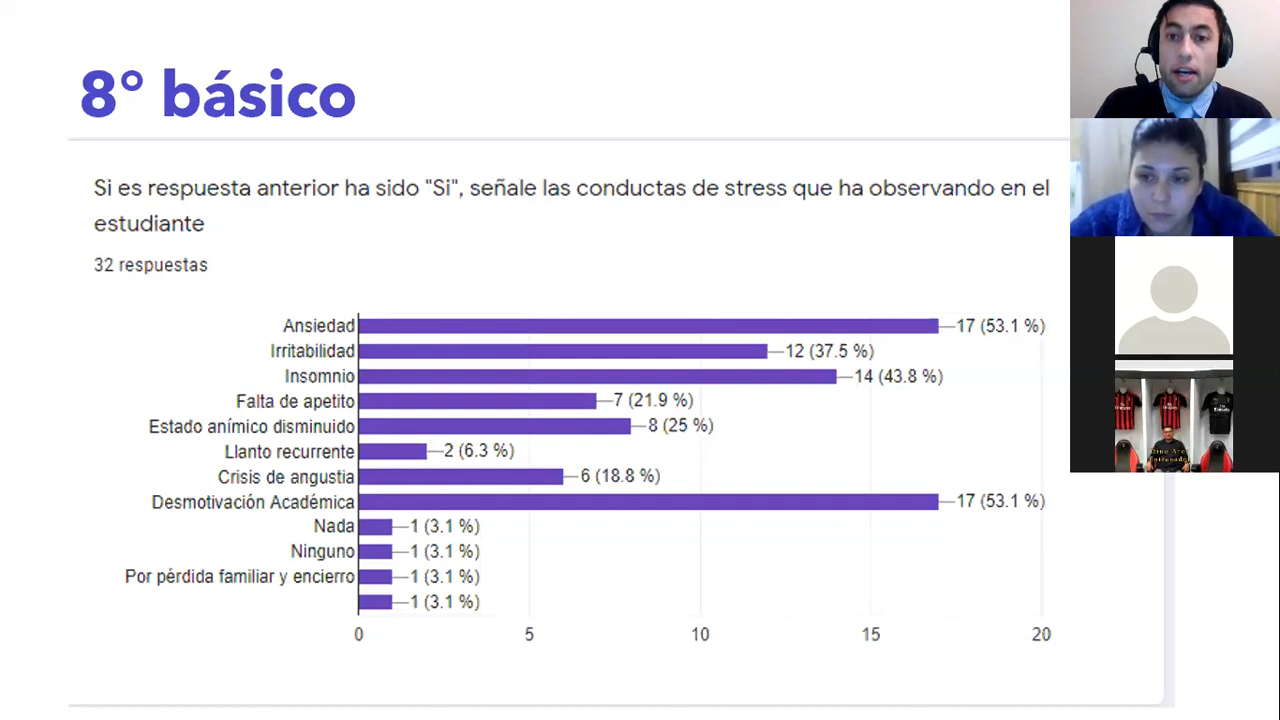 8° básico
Si es respuesta anterior ha sido "Si", señale las conductas de stress que ha observando en el
estudiante
32 respuestas
Ansiedad 17 (53.1 %)
Irritabilidad 12 (37.5 %)
Insomnio 14 (43.8 %)
Falta de apetito 7 (21.9 %)
Estado anímico disminuido 8 (25 %)
Llanto recurrente 2 (6.3 %)
Crisis de angustia 6 (18.8 %)
Desmotivación Académica 17 (53.1 %)
Nada 1 (3.1 %)
Ninguno 1 (3.1 %)
Por pérdida familiar y encierro 1 (3.1 %)
1 (3.1 %)
0 5 10 15 20